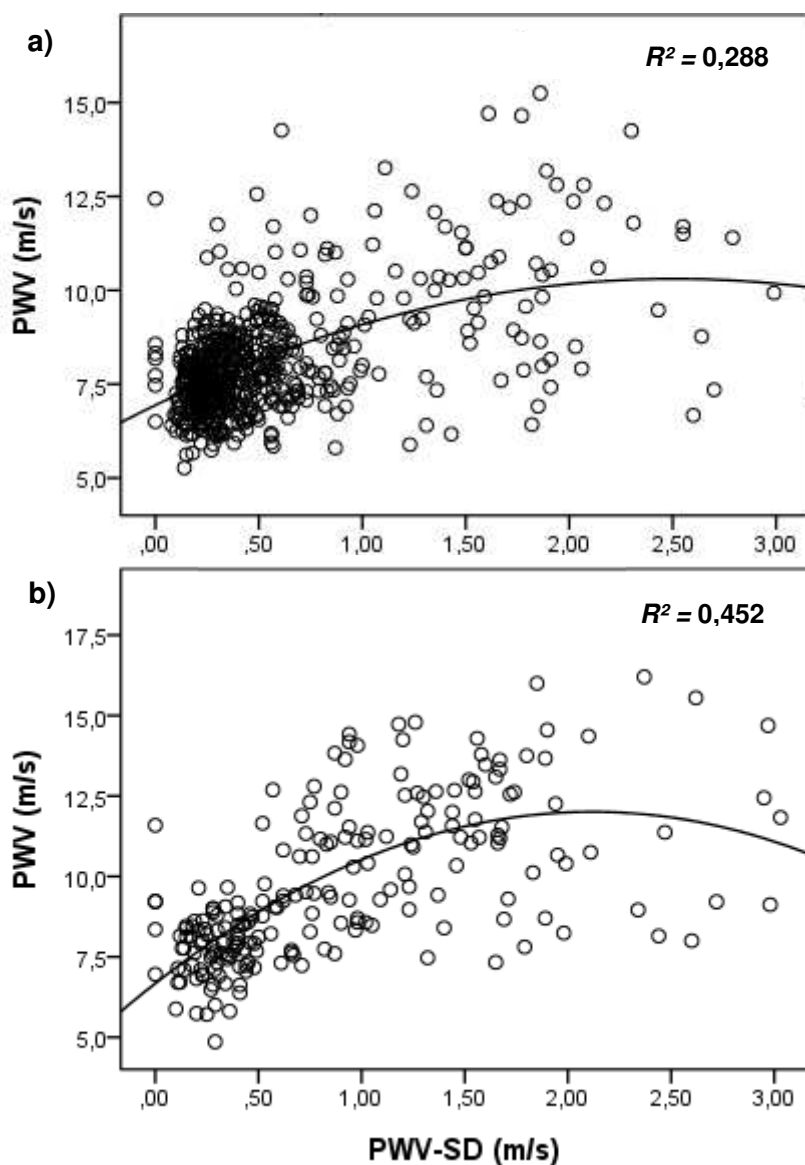 a)
R² = 0,288
PWV (m/s)
15,0
12,5
10,0
7,5
5,0
,00 ,50 1,00 1,50 2,00 2,50 3,00
b)
R² = 0,452
PWV (m/s)
17,5
15,0
12,5
10,0
7,5
5,0
,00 ,50 1,00 1,50 2,00 2,50 3,00
PWV-SD (m/s)